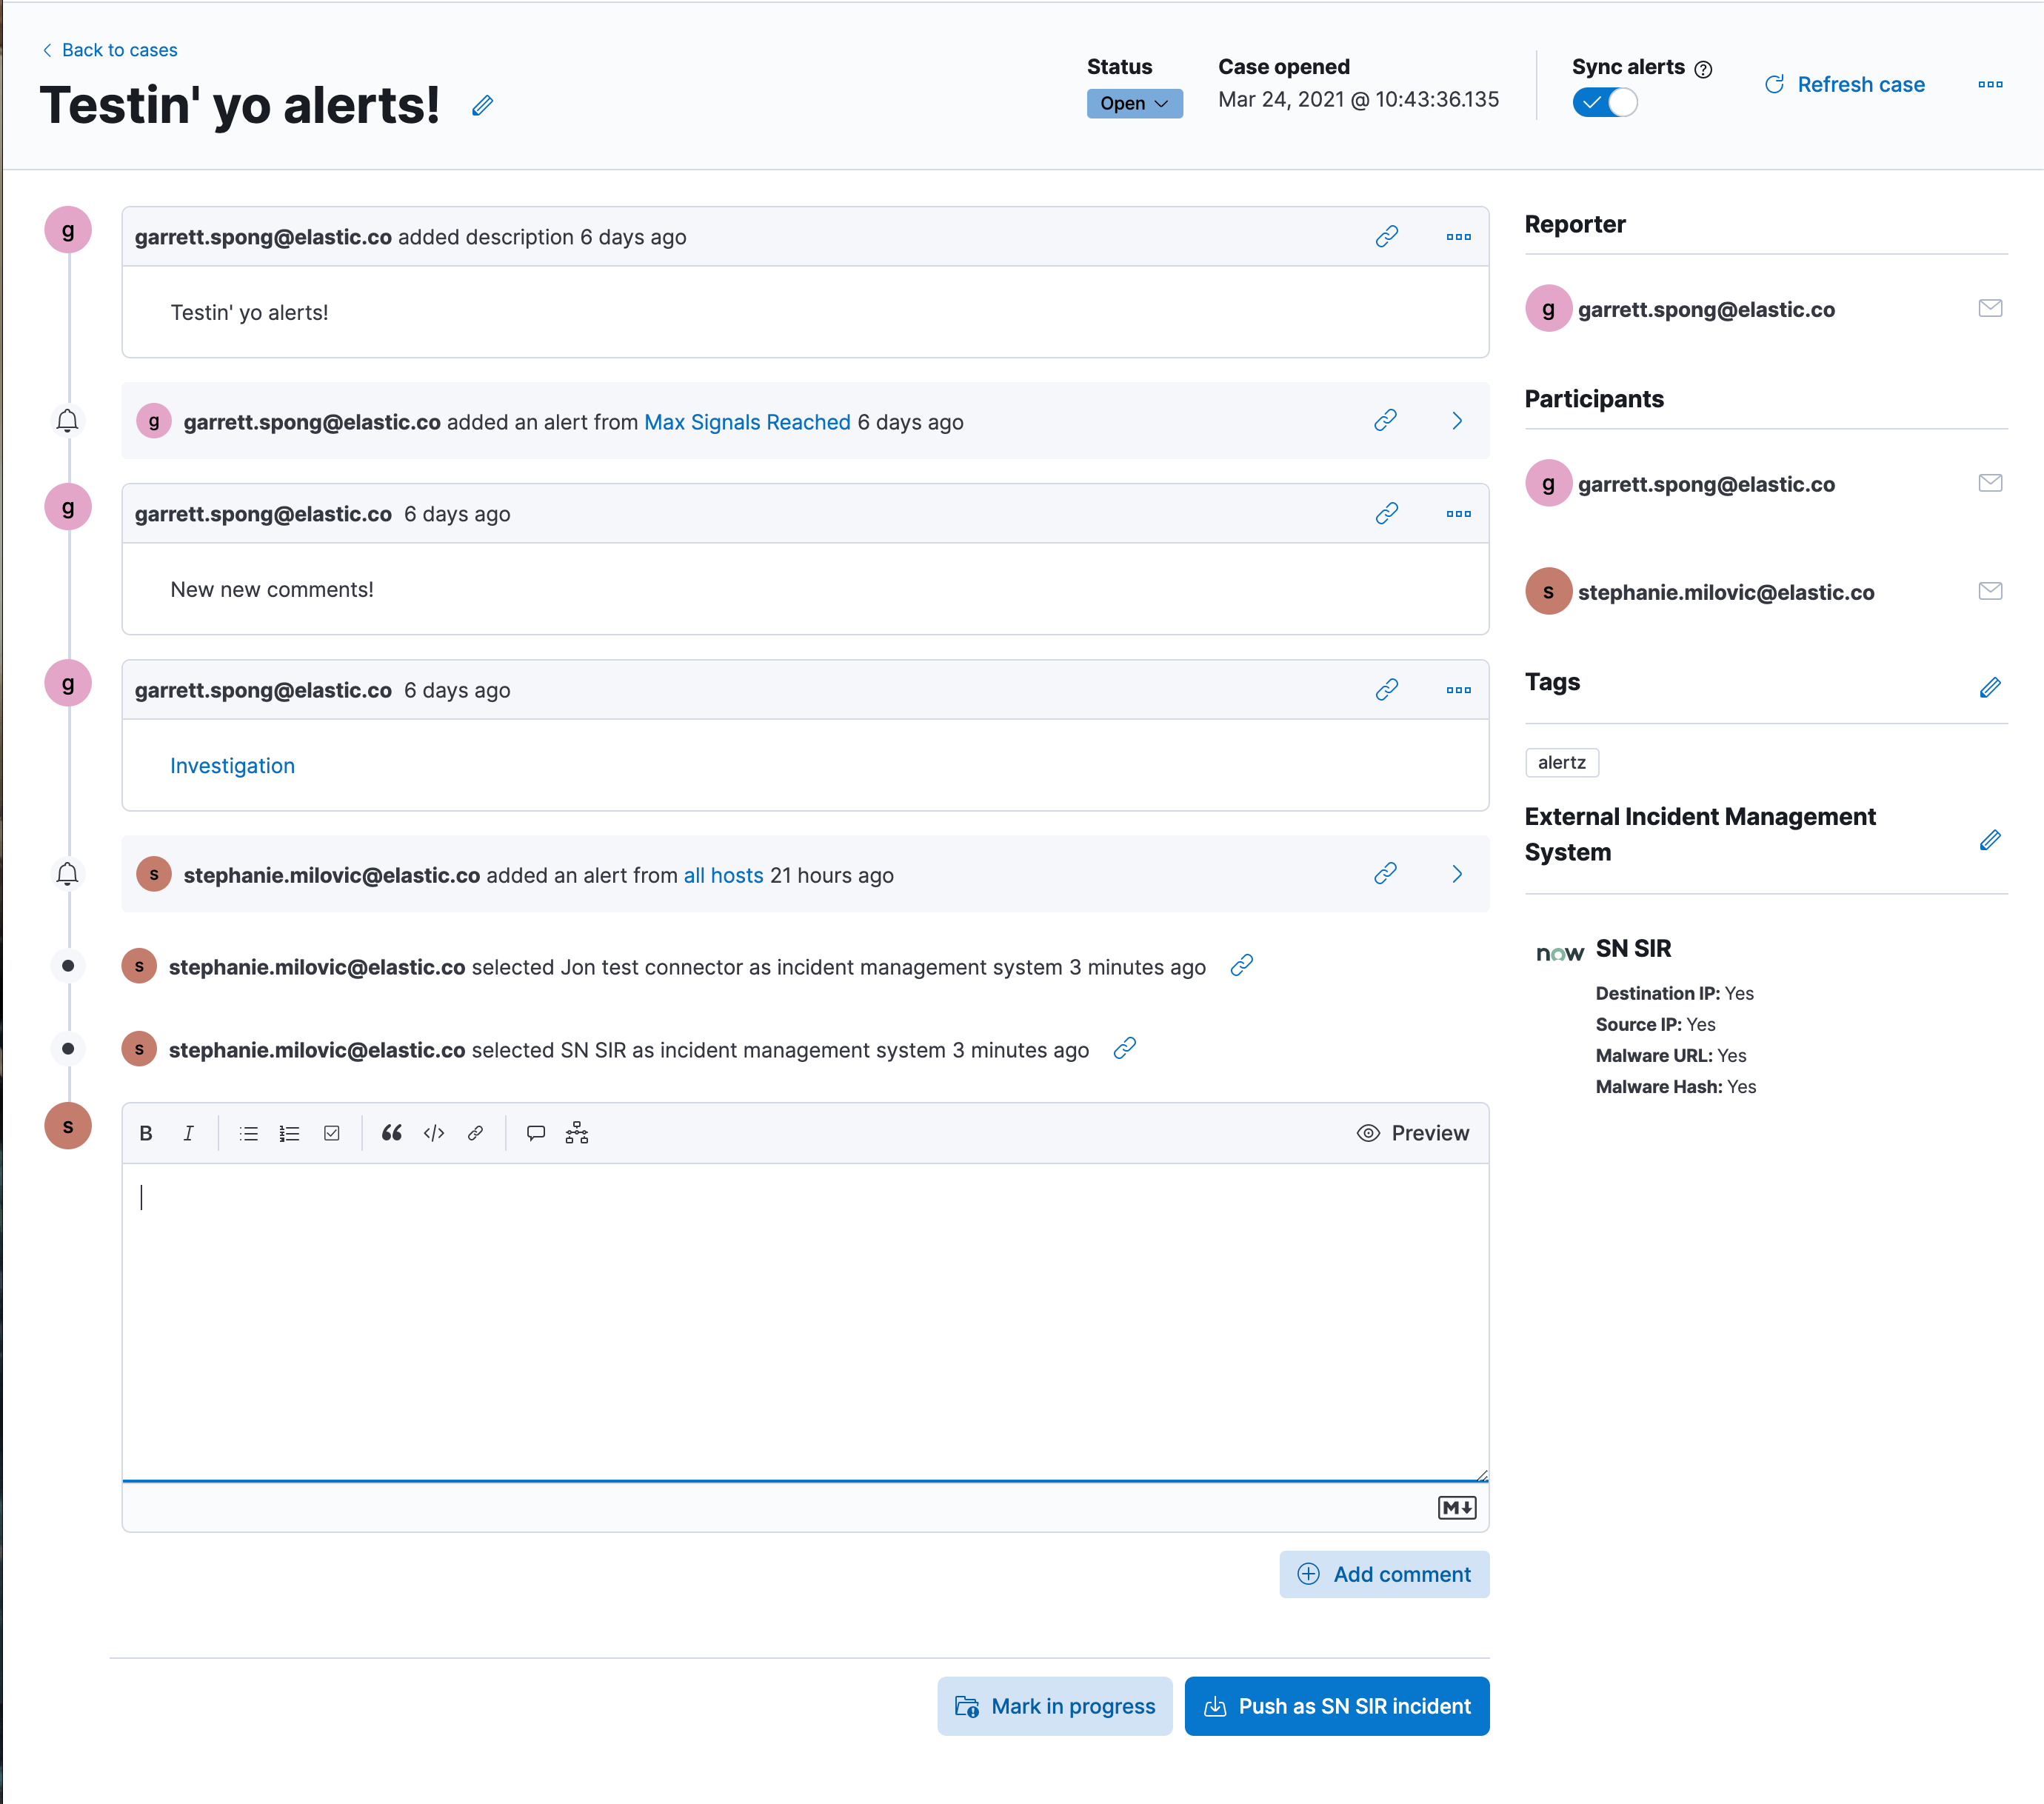 Back to cases
Testin' yo alerts!
Status
Open
Case opened
Mar 24, 2021 @ 10:43:36.135
Sync alerts
Refresh case
g
garrett.spong@elastic.co added description 6 days ago
Testin' yo alerts!
g
garrett.spong@elastic.co added an alert from Max Signals Reached 6 days ago
g
garrett.spong@elastic.co 6 days ago
New new comments!
g
garrett.spong@elastic.co 6 days ago
Investigation
s
stephanie.milovic@elastic.co added an alert from all hosts 21 hours ago
s
stephanie.milovic@elastic.co selected Jon test connector as incident management system 3 minutes ago
s
stephanie.milovic@elastic.co selected SN SIR as incident management system 3 minutes ago
s
B I
Preview
M
Add comment
Mark in progress
Push as SN SIR incident
Reporter
g
garrett.spong@elastic.co
Participants
g
garrett.spong@elastic.co
s
stephanie.milovic@elastic.co
Tags
alertz
External Incident Management
System
now
SN SIR
Destination IP: Yes
Source IP: Yes
Malware URL: Yes
Malware Hash: Yes